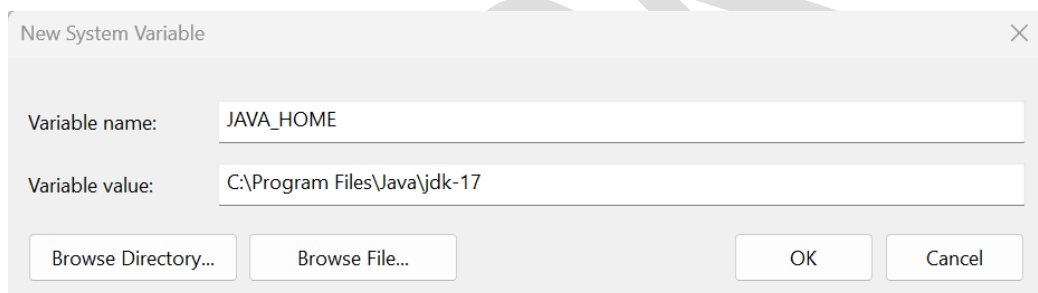 New System Variable
Variable name: JAVA_HOME
Variable value: C:\Program Files\Java\jdk-17
Browse Directory... Browse File... OK Cancel